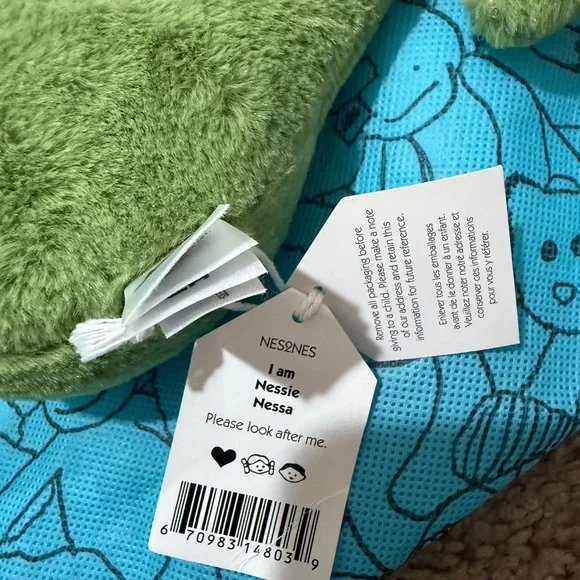 NES2NES
I am
Nessie
Nessa
Please look after me.
6 70983 14803 9
Remove all packaging before
giving to a child. Please make a note
of our address and retain this
information for future reference.
Enlever tous les emballages
avant de le donner à un enfant.
Veuillez noter notre adresse et
conserver ces informations
pour vous y référer.